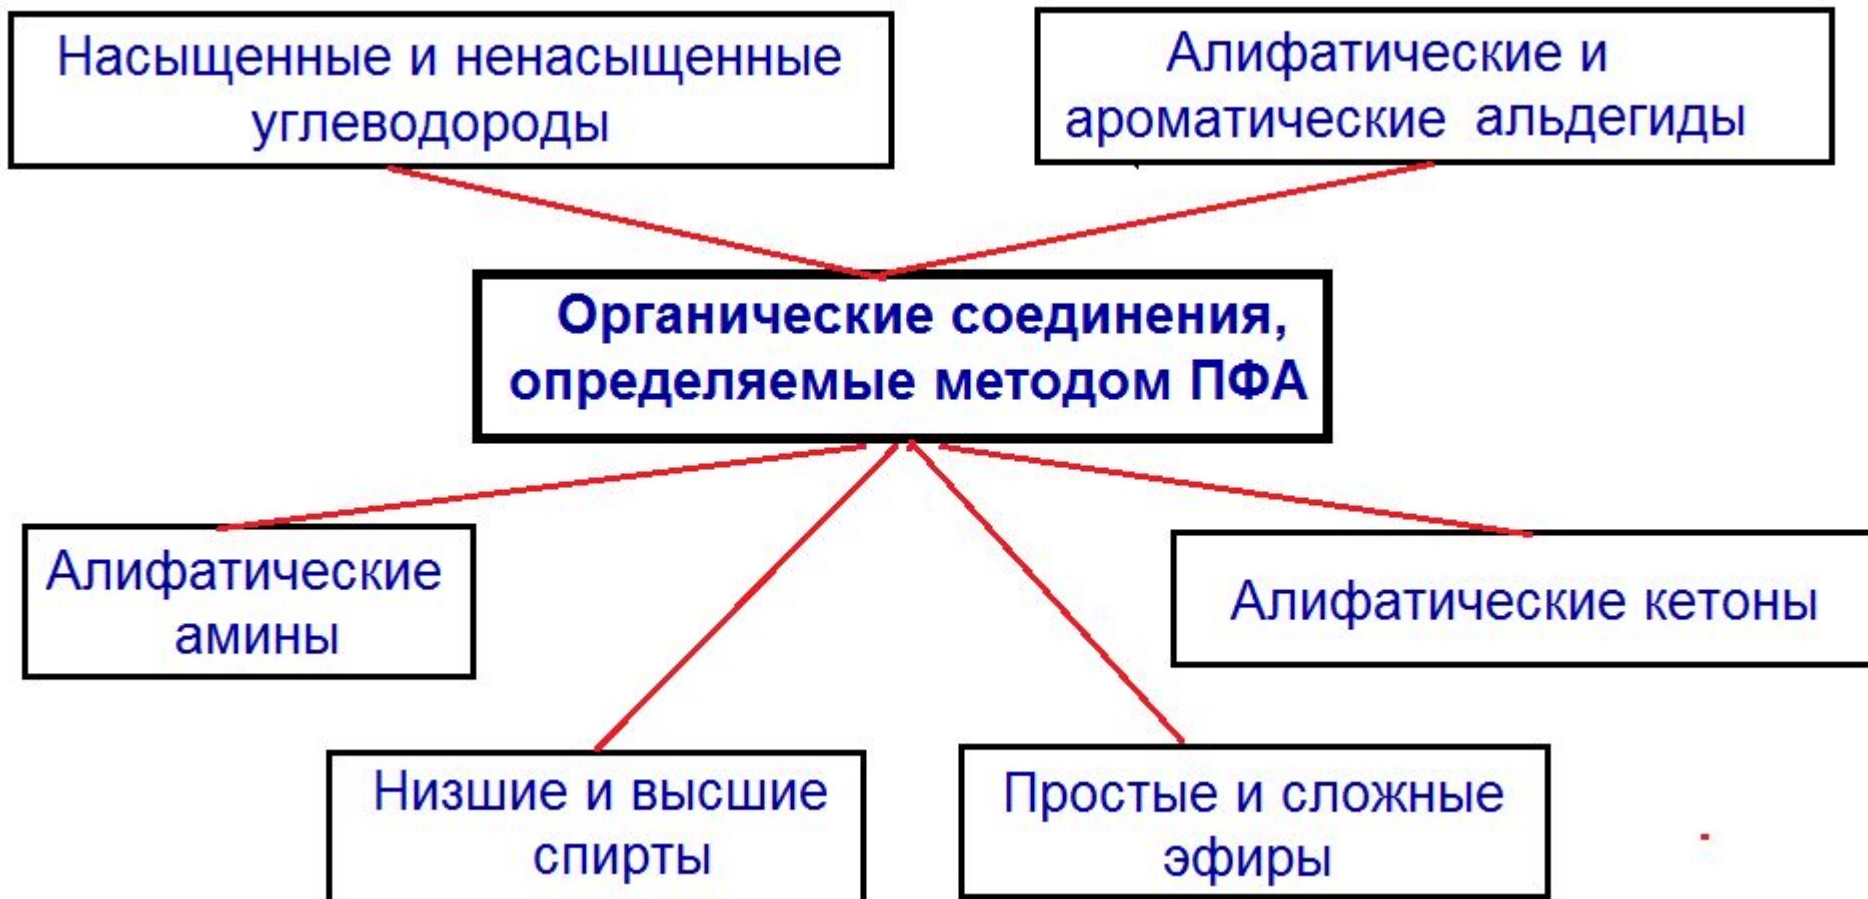 Насыщенные и ненасыщенные
углеводороды
Алифатические и
ароматические альдегиды
Органические соединения,
определяемые методом ПФА
Алифатические
амины
Алифатические кетоны
Низшие и высшие
спирты
Простые и сложные
эфиры